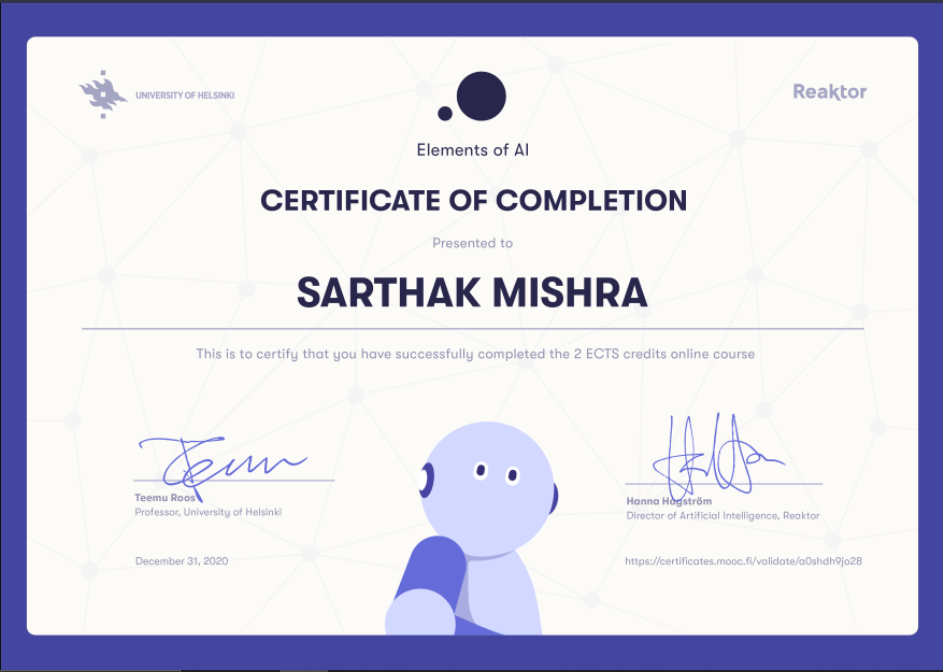 UNIVERSITY OF HELSINKI
Reaktor
Elements of AI
CERTIFICATE OF COMPLETION
Presented to
SARTHAK MISHRA
This is to certify that you have successfully completed the 2 ECTS credits online course
Teemu Roos
Professor, University of Helsinki
Hanna Hagström
Director of Artificial Intelligence, Reaktor
December 31, 2020
https://certificates.mooc.fi/validate/a0shdh9jo28